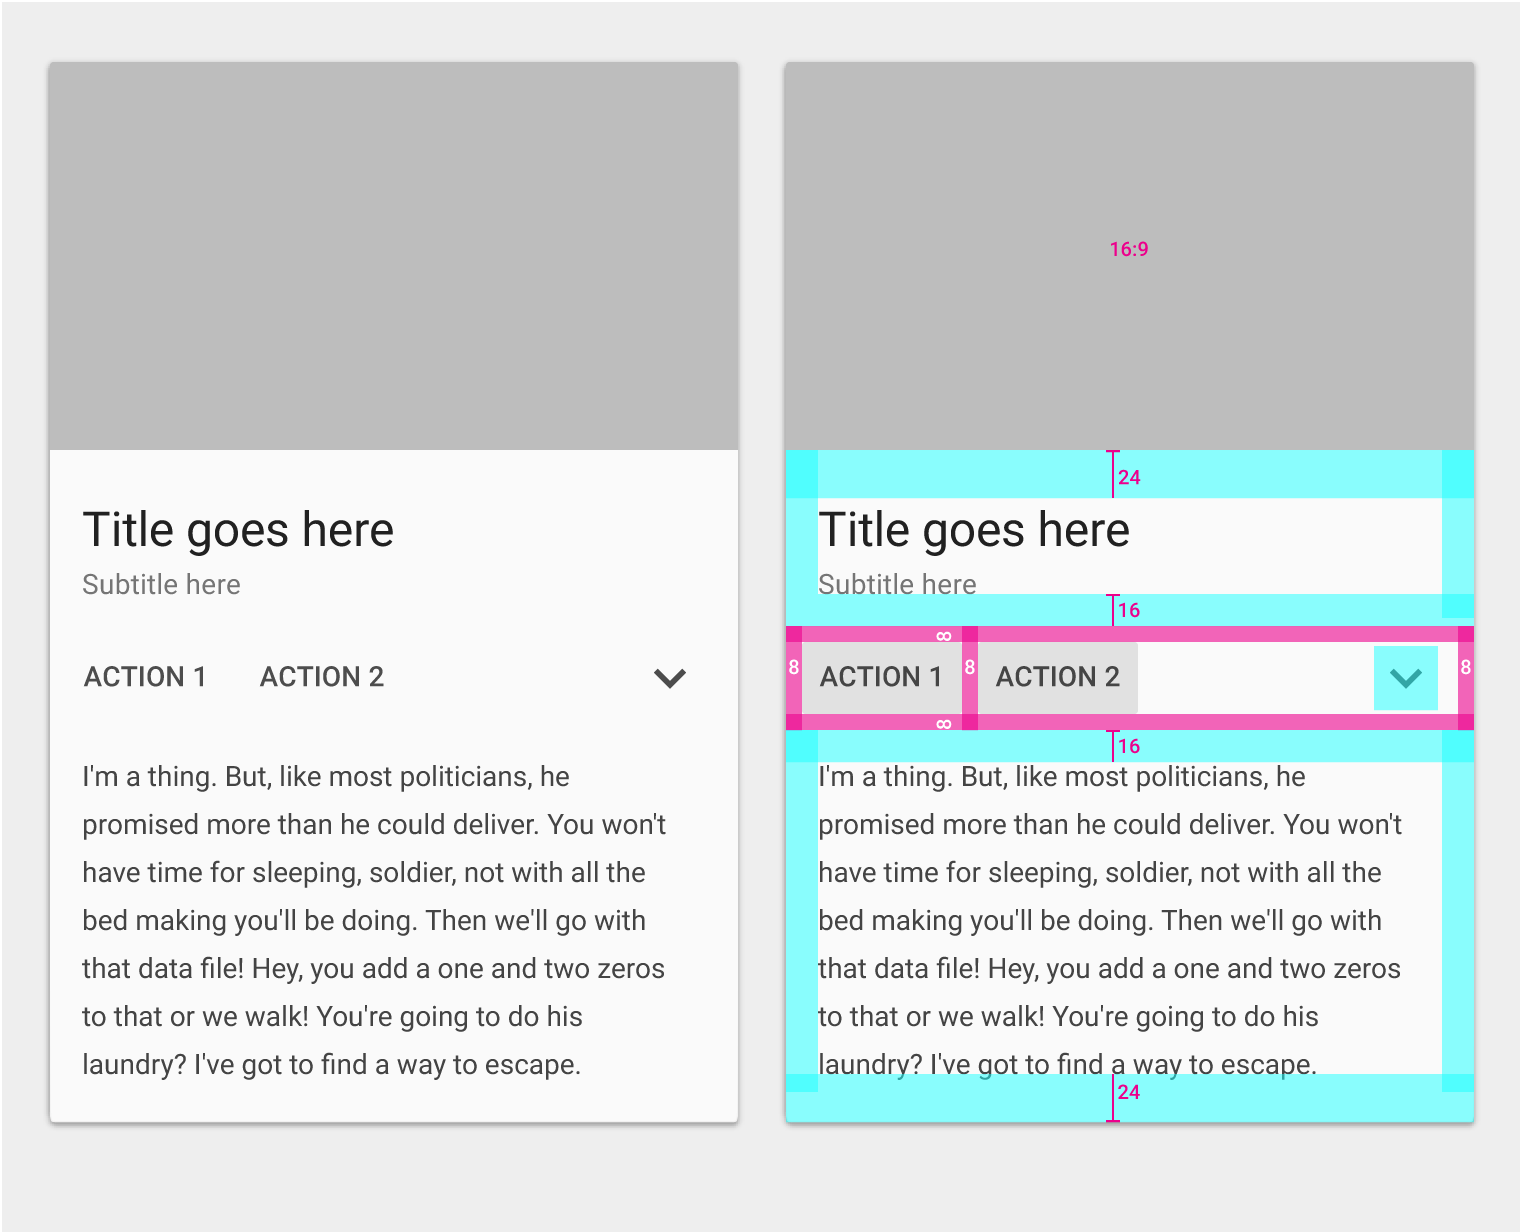 Title goes here
Subtitle here
ACTION 1 ACTION 2
I'm a thing. But, like most politicians, he
promised more than he could deliver. You won't
have time for sleeping, soldier, not with all the
bed making you'll be doing. Then we'll go with
that data file! Hey, you add a one and two zeros
to that or we walk! You're going to do his
laundry? I've got to find a way to escape.
16:9
24
Title goes here
Subtitle here
16
8
8 ACTION 1 8 ACTION 2 8
8
16
I'm a thing. But, like most politicians, he
promised more than he could deliver. You won't
have time for sleeping, soldier, not with all the
bed making you'll be doing. Then we'll go with
that data file! Hey, you add a one and two zeros
to that or we walk! You're going to do his
laundry? I've got to find a way to escape.
24